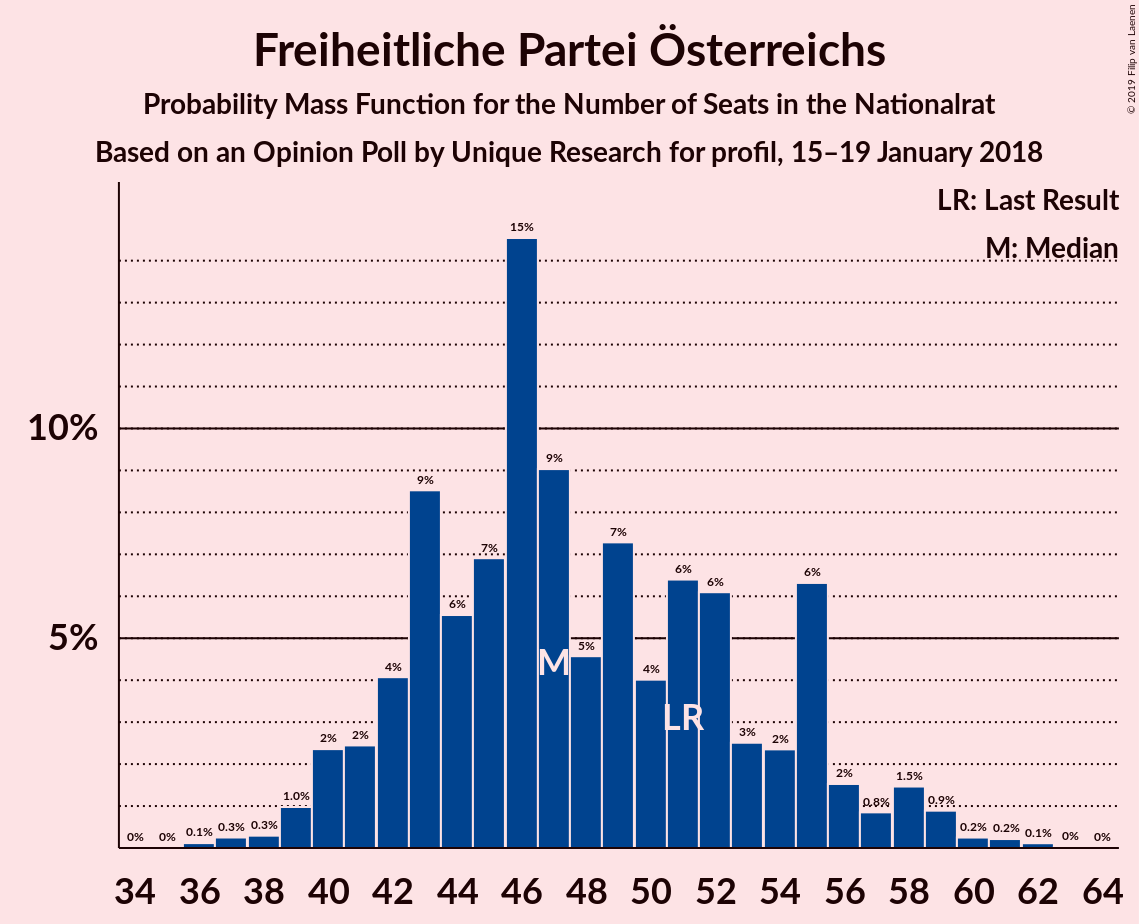 Freiheitliche Partei Österreichs
Probability Mass Function for the Number of Seats in the Nationalrat
Based on an Opinion Poll by Unique Research for profil, 15–19 January 2018
© 2019 Filip van Laenen
LR: Last Result
M: Median
10%
5%
0% 0% 0.1% 0.3% 0.3% 1.0% 2% 2% 4% 9% 6% 7% 15% 9% 5% 7% 4% 6% 6% 3% 2% 6% 2% 0.8% 1.5% 0.9% 0.2% 0.2% 0.1% 0% 0%
M
LR
34 36 38 40 42 44 46 48 50 52 54 56 58 60 62 64